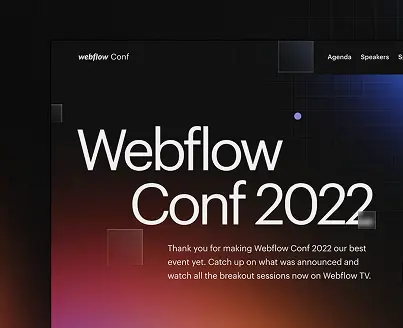 webflow Conf
Agenda Speakers
Webflow
Conf 2022
Thank you for making Webflow Conf 2022 our best
event yet. Catch up on what was announced and
watch all the breakout sessions now on Webflow TV.